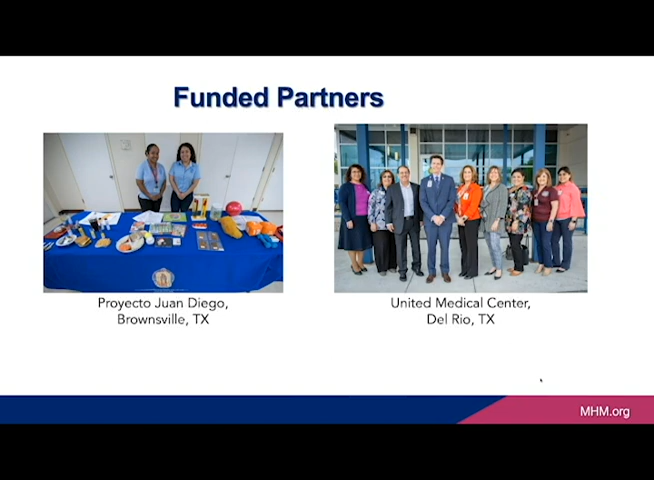 Funded Partners
Proyecto Juan Diego,
Brownsville, TX
United Medical Center,
Del Rio, TX
MHM.org